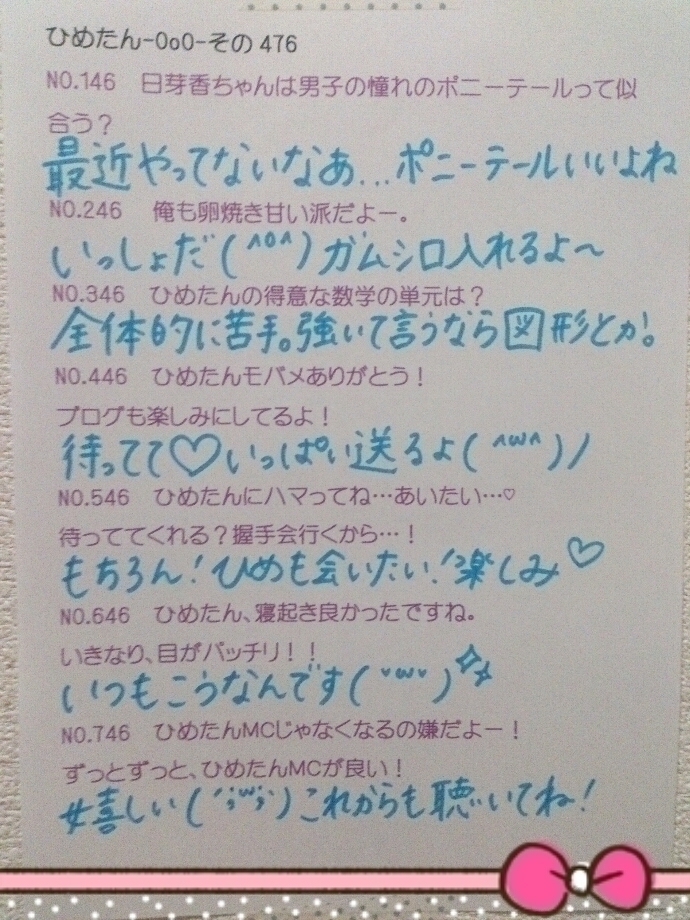 ひめたん-OoO-その476
NO.146　日芽香ちゃんは男子の憧れのポニーテールって似
合う？
最近やってないなあ...ポニーテールいいよね
NO.246　俺も卵焼き甘い派だよー。
いっしょだ(^o^)ガムシロ入れるよ〜
NO.346　ひめたんの得意な数学の単元は？
全体的に苦手。強いて言うなら図形とか。
NO.446　ひめたんモバメありがとう！
ブログも楽しみにしてるよ！
待ってて♡いっぱい送るよ(^ω^)ノ
NO.546　ひめたんにハマってね…あいたい…♡
待っててくれる？握手会行くから…！
もちろん！ひめも会いたい！楽しみ♡
NO.646　ひめたん、寝起き良かったですね。
いきなり、目がパッチリ！！
いつもこうなんです(ˇωˇ)
NO.746　ひめたんMCじゃなくなるの嫌だよー！
ずっとずっと、ひめたんMCが良い！
嬉しい(´;ω;`)これからも聴いてね！